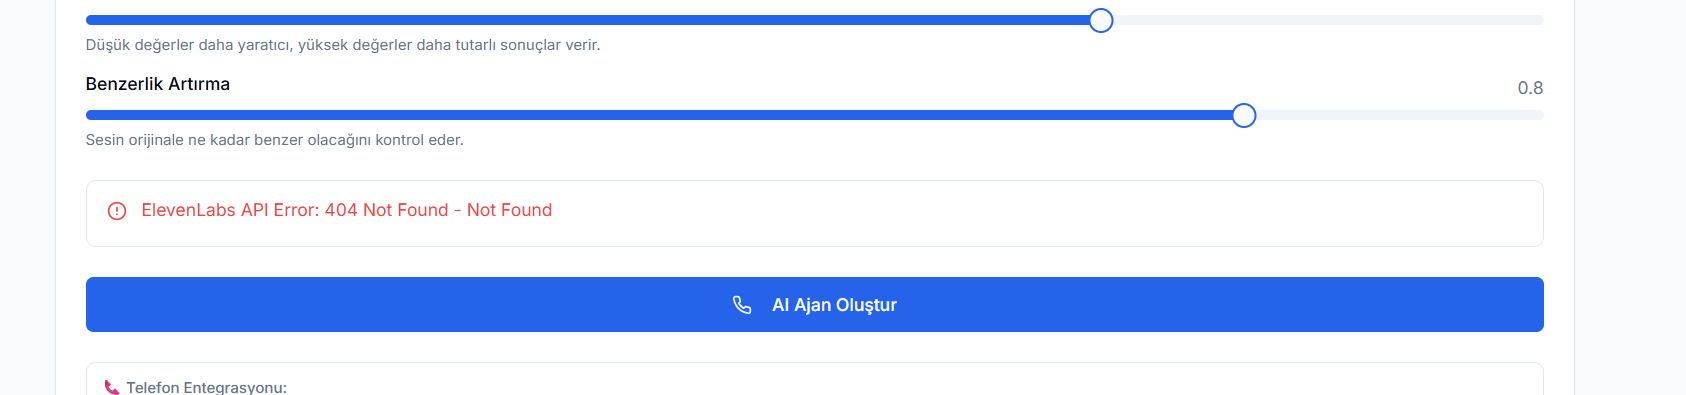 Düşük değerler daha yaratıcı, yüksek değerler daha tutarlı sonuçlar verir.
Benzerlik Artırma
0.8
Sesin orijinale ne kadar benzer olacağını kontrol eder.
ElevenLabs API Error: 404 Not Found - Not Found
AI Ajan Oluştur
Telefon Entegrasyonu: